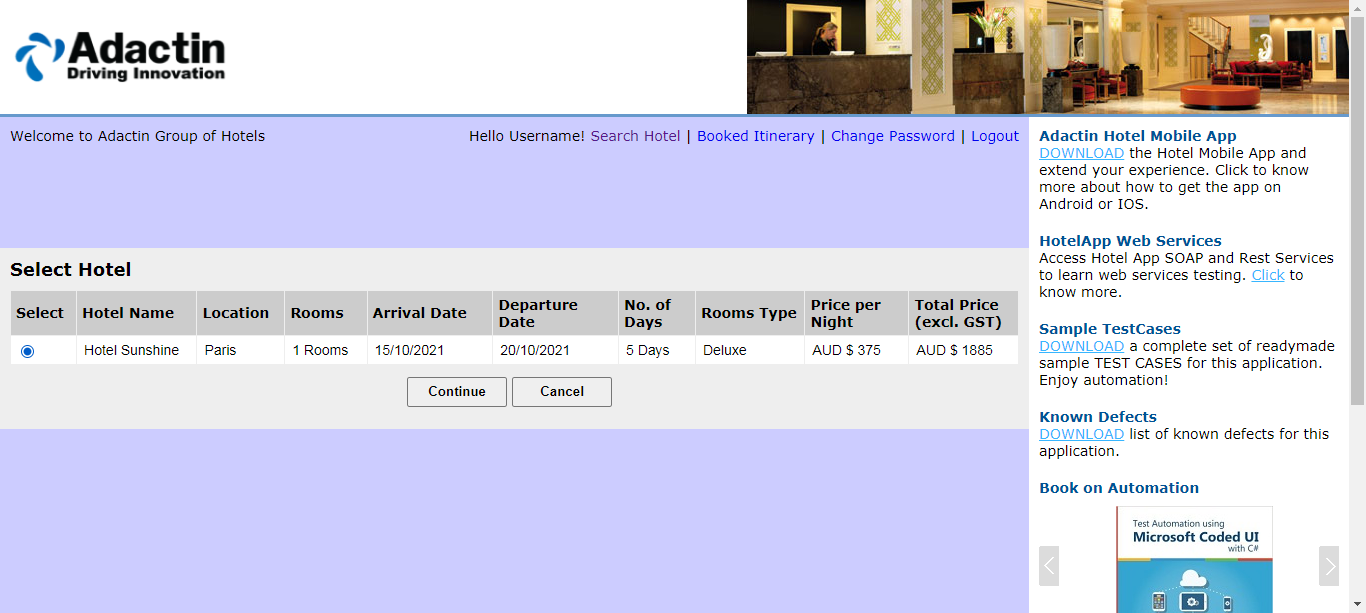 Adactin
Driving Innovation
Welcome to Adactin Group of Hotels
Hello Username! Search Hotel | Booked Itinerary | Change Password | Logout
Select Hotel
Select Hotel Name Location Rooms Arrival Date Departure Date No. of Days Rooms Type Price per Night Total Price (excl. GST)
Hotel Sunshine Paris 1 Rooms 15/10/2021 20/10/2021 5 Days Deluxe AUD $ 375 AUD $ 1885
Continue Cancel
Adactin Hotel Mobile App
DOWNLOAD the Hotel Mobile App and
extend your experience. Click to know
more about how to get the app on
Android or IOS.
HotelApp Web Services
Access Hotel App SOAP and Rest Services
to learn web services testing. Click to
know more.
Sample TestCases
DOWNLOAD a complete set of readymade
sample TEST CASES for this application.
Enjoy automation!
Known Defects
DOWNLOAD list of known defects for this
application.
Book on Automation
Test Automation using
Microsoft Coded UI
with C#